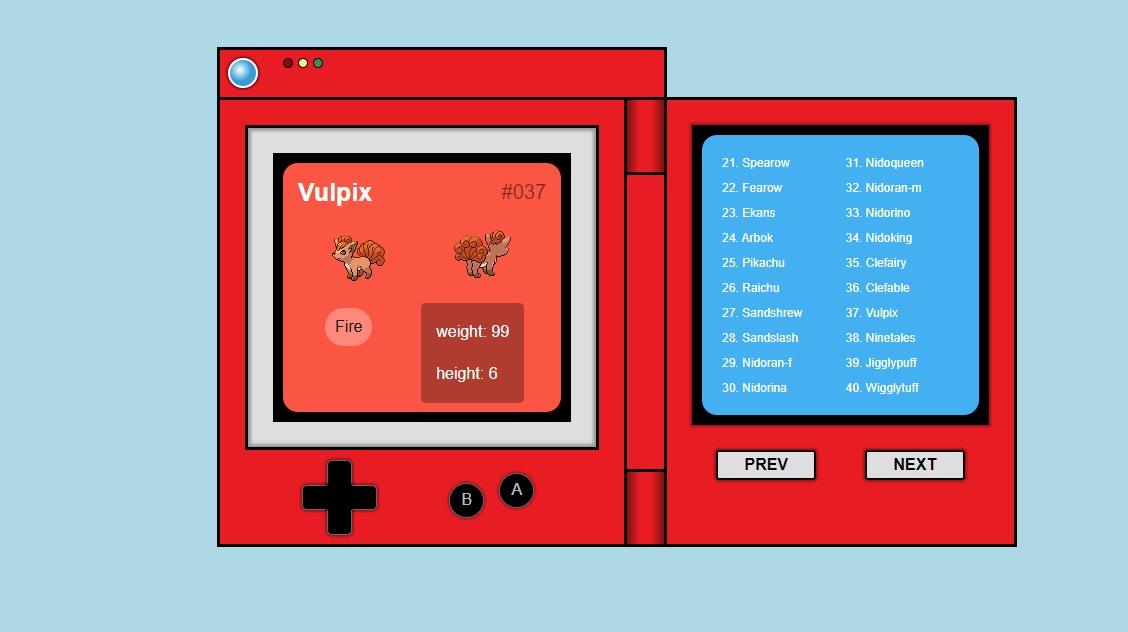 Vulpix #037
Fire
weight: 99
height: 6
B A
21. Spearow
22. Fearow
23. Ekans
24. Arbok
25. Pikachu
26. Raichu
27. Sandshrew
28. Sandslash
29. Nidoran-f
30. Nidorina
31. Nidoqueen
32. Nidoran-m
33. Nidorino
34. Nidoking
35. Clefairy
36. Clefable
37. Vulpix
38. Ninetales
39. Jigglypuff
40. Wigglytuff
PREV NEXT